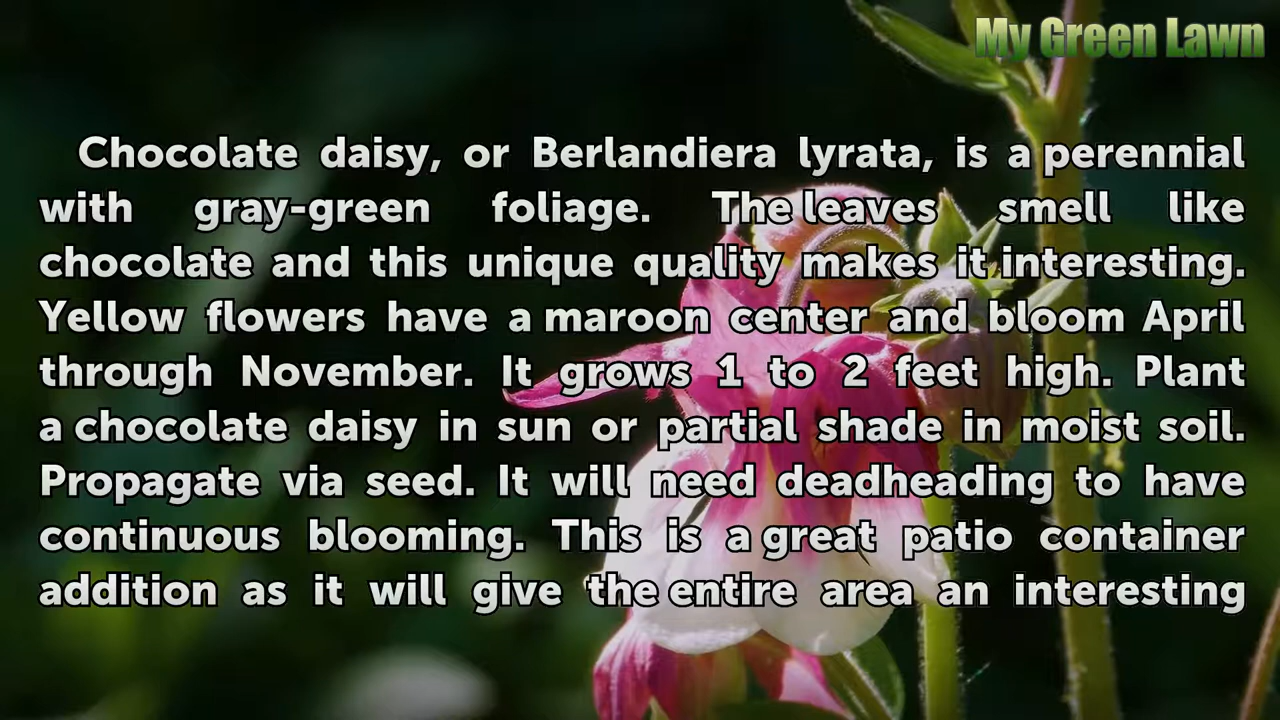 My Green Lawn
Chocolate daisy, or Berlandiera lyrata, is a perennial
with gray-green foliage. The leaves smell like
chocolate and this unique quality makes it interesting.
Yellow flowers have a maroon center and bloom April
through November. It grows 1 to 2 feet high. Plant
a chocolate daisy in sun or partial shade in moist soil.
Propagate via seed. It will need deadheading to have
continuous blooming. This is a great patio container
addition as it will give the entire area an interesting